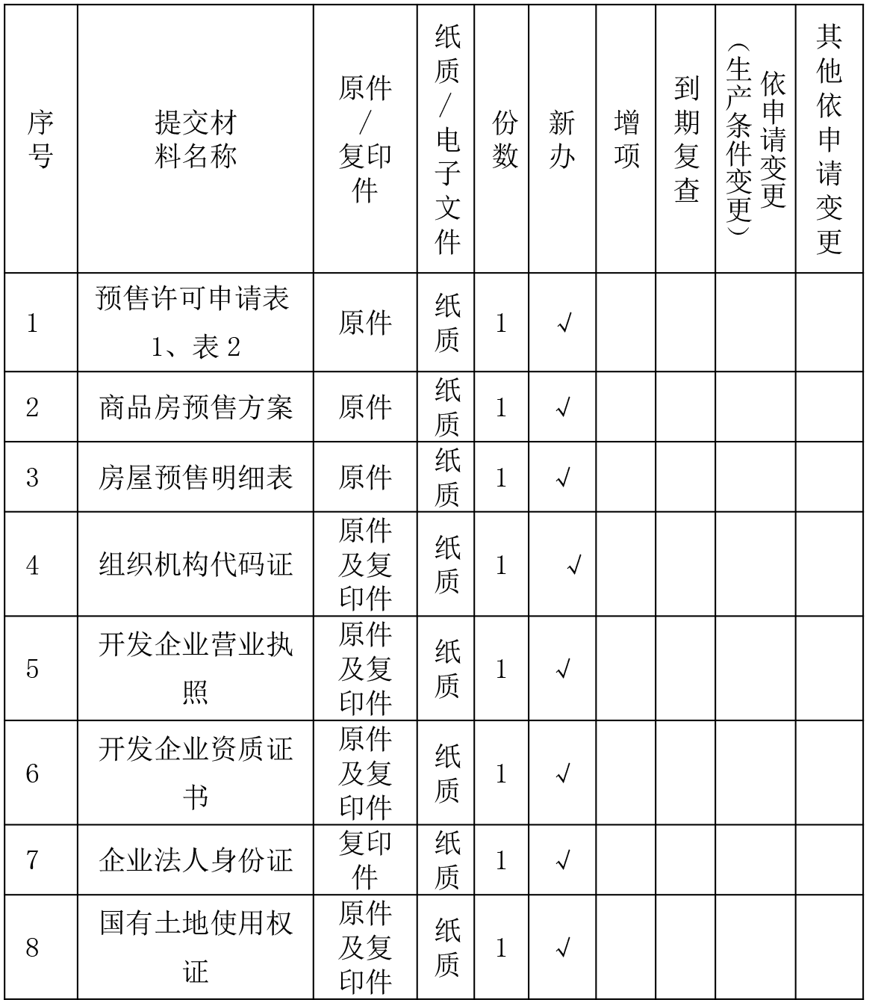 序
号
提交材
料名称
原件
/
复印
件
纸
质
/
电
子
文
件
份
数
新
办
增
项
到
期
复
查
依申请变更
（生产条件变更）
其
他
依
申
请
变
更
1
预售许可申请表
1、表 2
原件
纸
质
1
√
2
商品房预售方案
原件
纸
质
1
√
3
房屋预售明细表
原件
纸
质
1
√
4
组织机构代码证
原件
及复
印件
纸
质
1
√
5
开发企业营业执
照
原件
及复
印件
纸
质
1
√
6
开发企业资质证
书
原件
及复
印件
纸
质
1
√
7
企业法人身份证
复印
件
纸
质
1
√
8
国有土地使用权
证
原件
及复
印件
纸
质
1
√